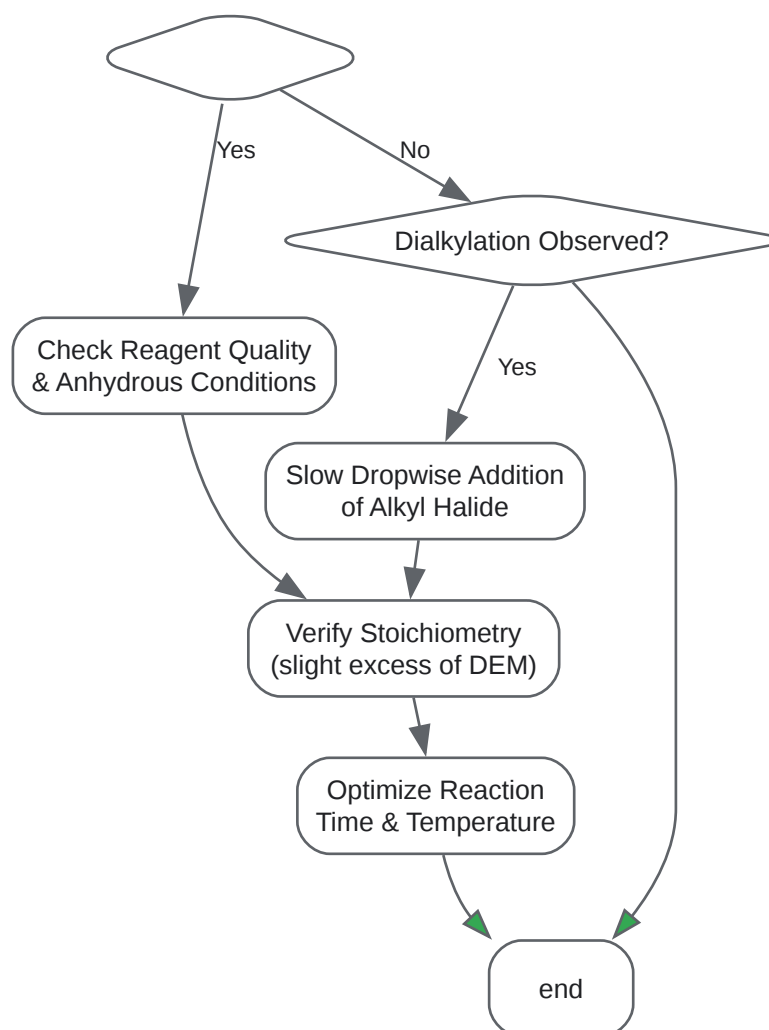 Yes
No
Dialkylation Observed?
Check Reagent Quality
& Anhydrous Conditions
Yes
Slow Dropwise Addition
of Alkyl Halide
Verify Stoichiometry
(slight excess of DEM)
Optimize Reaction
Time & Temperature
end